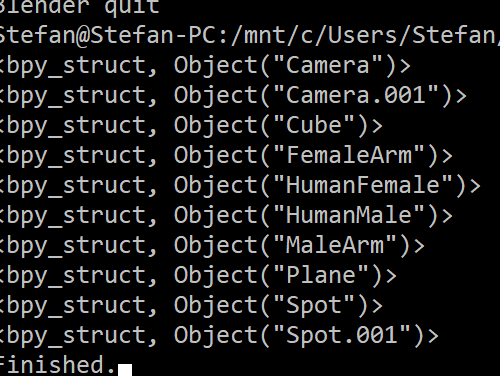 Blender quit
Stefan@Stefan-PC:/mnt/c/Users/Stefan/
<bpy_struct, Object("Camera")>
<bpy_struct, Object("Camera.001")>
<bpy_struct, Object("Cube")>
<bpy_struct, Object("FemaleArm")>
<bpy_struct, Object("HumanFemale")>
<bpy_struct, Object("HumanMale")>
<bpy_struct, Object("MaleArm")>
<bpy_struct, Object("Plane")>
<bpy_struct, Object("Spot")>
<bpy_struct, Object("Spot.001")>
Finished.